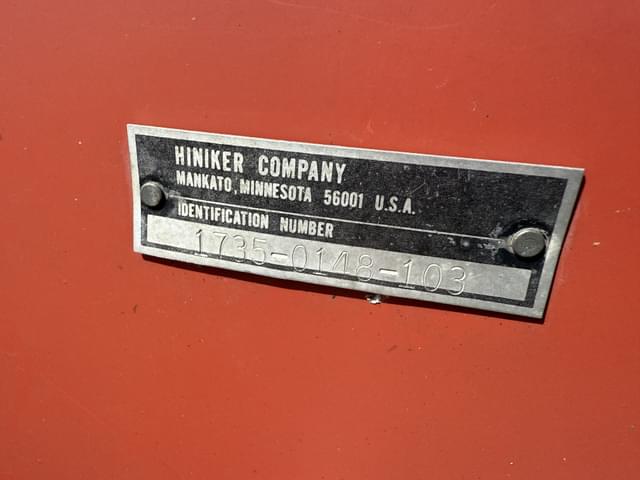 HINIKER COMPANY
MANKATO, MINNESOTA 56001 U.S.A.
IDENTIFICATION NUMBER
1735-0148-103